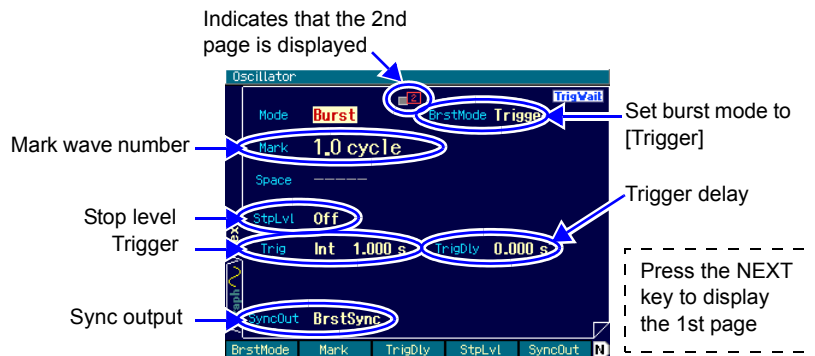 Indicates that the 2nd
page is displayed
Oscillator
2
TrigWait
Mode Burst
BrstMode Trigge
Set burst mode to
[Trigger]
Mark wave number
Mark 1.0 cycle
Space -----
Trigger delay
Stop level
StpLvl Off
Trigger
Trig Int 1.000 s
TrigDly 0.000 s
Press the NEXT
key to display
the 1st page
Sync output
SyncOut BrstSync
BrstMode Mark TrigDly StpLvl SyncOut N